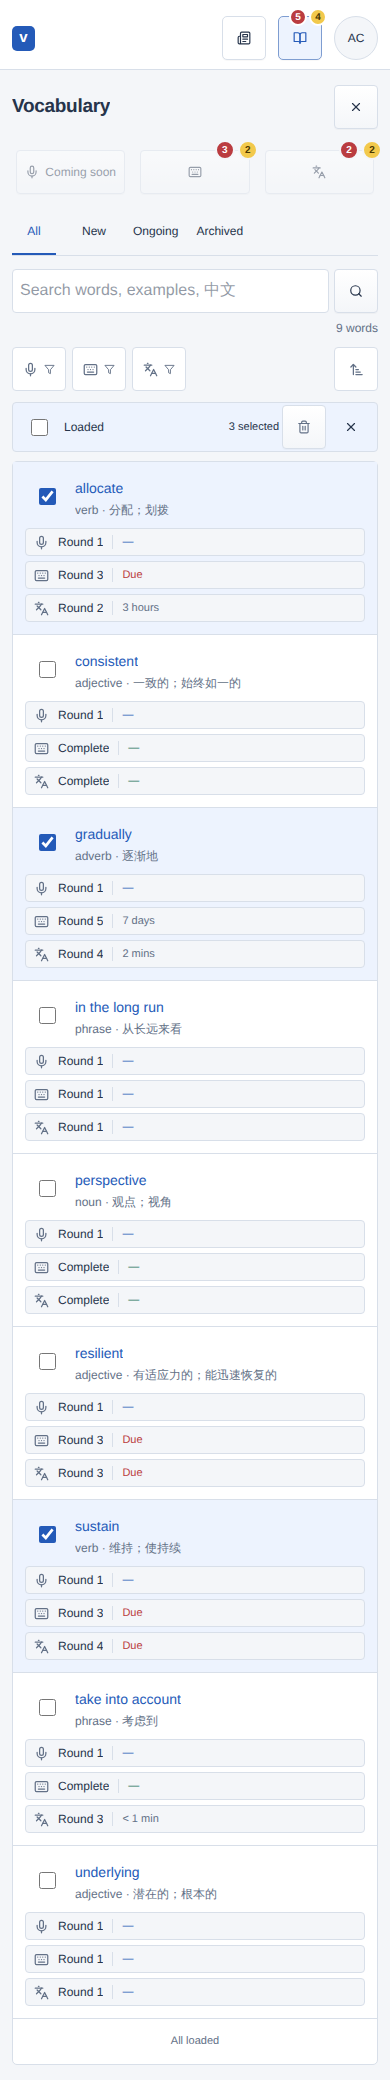 v
5
4
AC
Vocabulary
Coming soon
3
2
2
2
All
New
Ongoing
Archived
Search words, examples, 中文
9 words
Loaded
3 selected
allocate
verb · 分配；划拨
Round 1
—
Round 3
Due
Round 2
3 hours
consistent
adjective · 一致的；始终如一的
Round 1
—
Complete
—
Complete
—
gradually
adverb · 逐渐地
Round 1
—
Round 5
7 days
Round 4
2 mins
in the long run
phrase · 从长远来看
Round 1
—
Round 1
—
Round 1
—
perspective
noun · 观点；视角
Round 1
—
Complete
—
Complete
—
resilient
adjective · 有适应力的；能迅速恢复的
Round 1
—
Round 3
Due
Round 3
Due
sustain
verb · 维持；使持续
Round 1
—
Round 3
Due
Round 4
Due
take into account
phrase · 考虑到
Round 1
—
Complete
—
Round 3
< 1 min
underlying
adjective · 潜在的；根本的
Round 1
—
Round 1
—
Round 1
—
All loaded